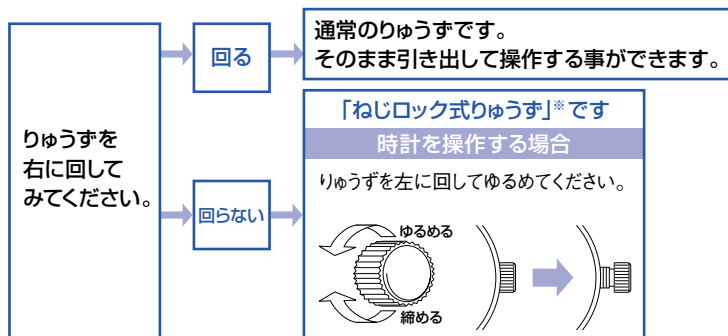 りゅうずを
右に回して
みてください。
回る
通常のりゅうずです。
そのまま引き出して操作する事ができます。
回らない
「ねじロック式りゅうず」※です
時計を操作する場合
りゅうずを左に回してゆるめてください。
ゆるめる
締める